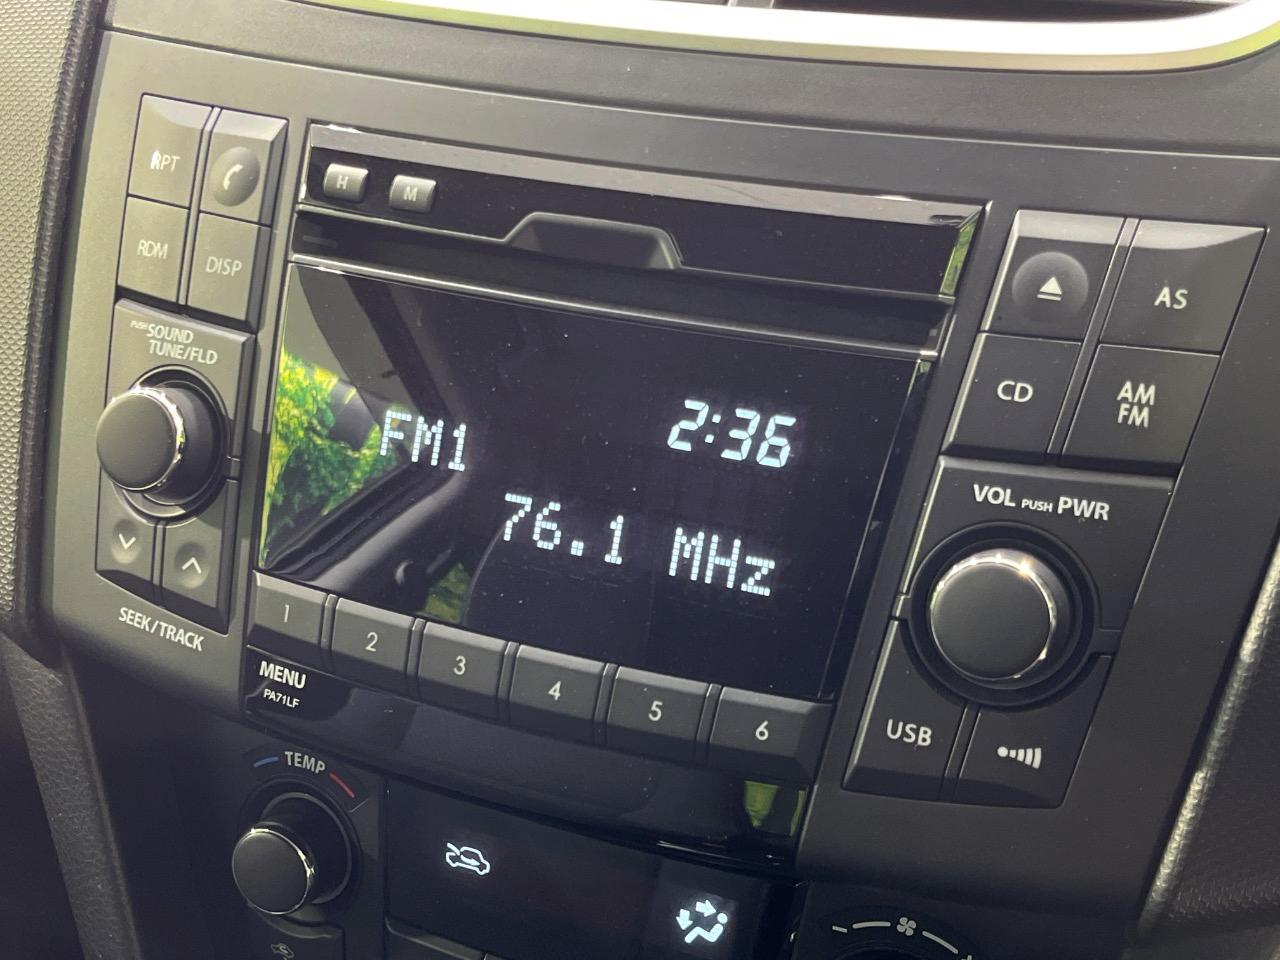 RPT
H
M
RDM
DISP
AS
CD
AM
FM
PUSH SOUND
TUNE/FLD
FM1
2:36
76.1 MHz
VOL PUSH PWR
SEEK/TRACK
1
2
3
4
5
6
MENU
PA71LF
USB
TEMP